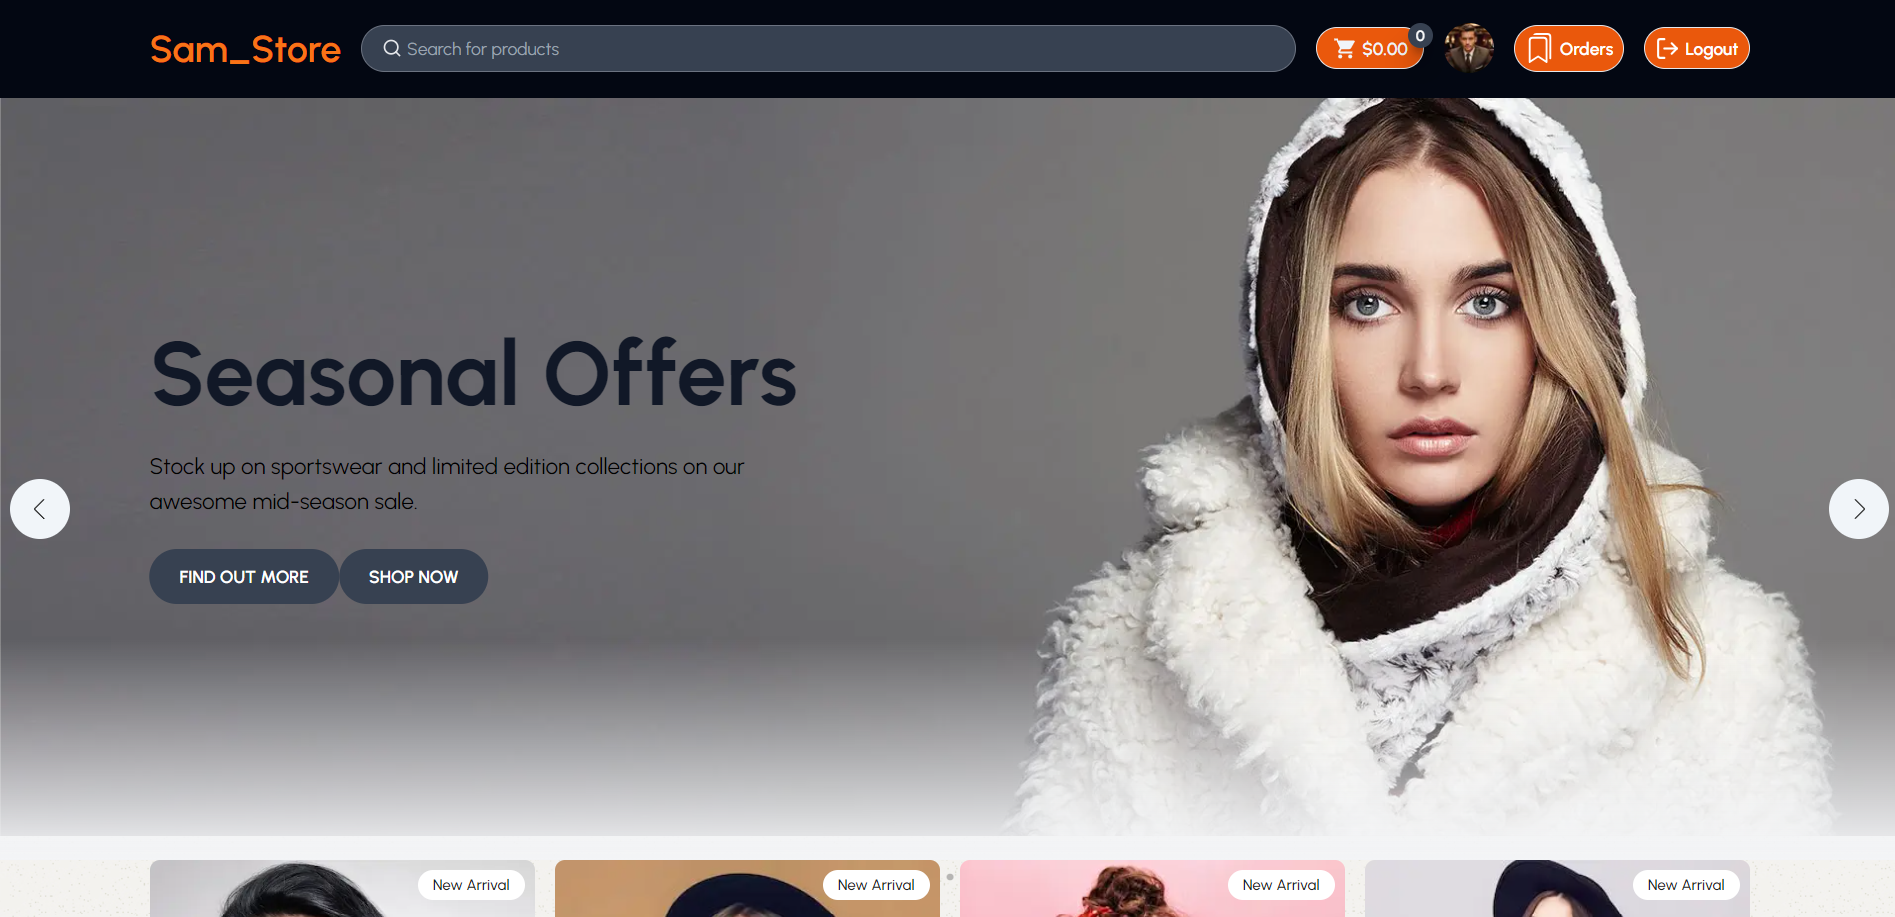 Sam_Store
Search for products
$0.00
0
Orders
Logout
Seasonal Offers
Stock up on sportswear and limited edition collections on our
awesome mid-season sale.
FIND OUT MORE
SHOP NOW
New Arrival
New Arrival
New Arrival
New Arrival